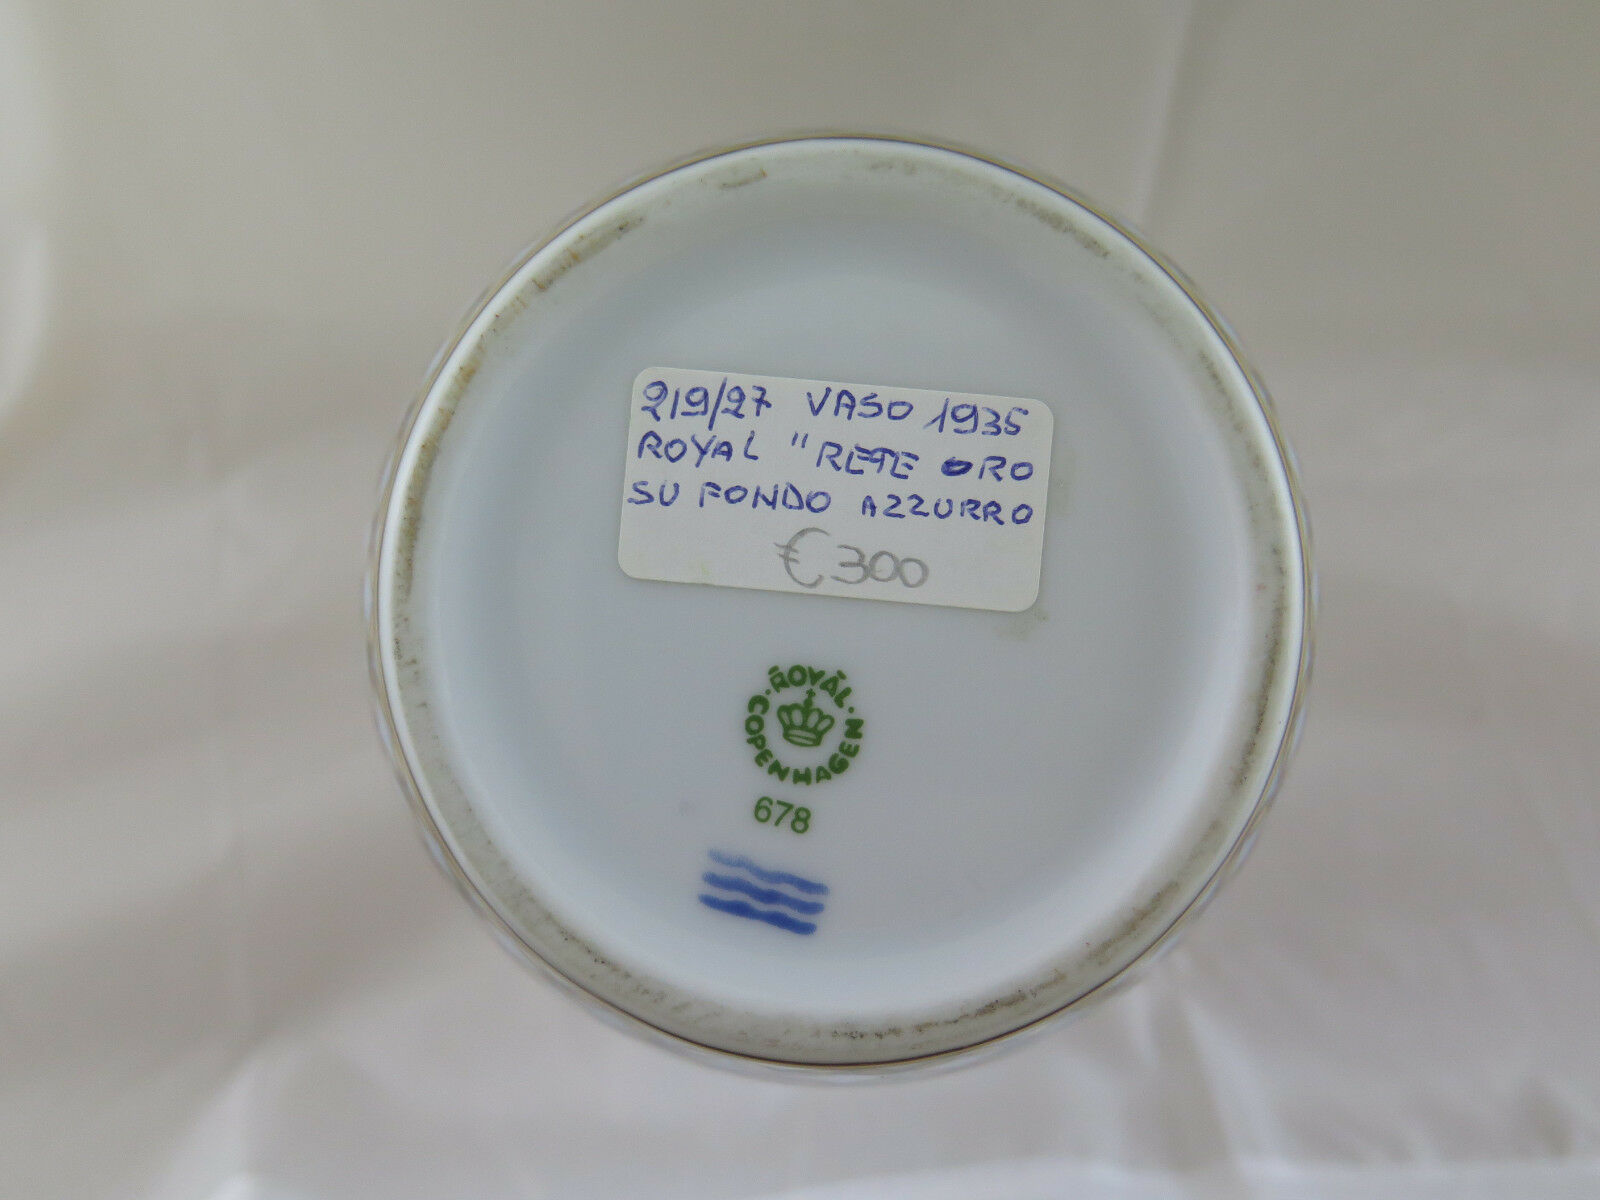 219/27 VASO 1935
ROYAL "RETE ORO
SU FONDO AZZURRO
€300
ROYAL · COPENHAGEN ·
678